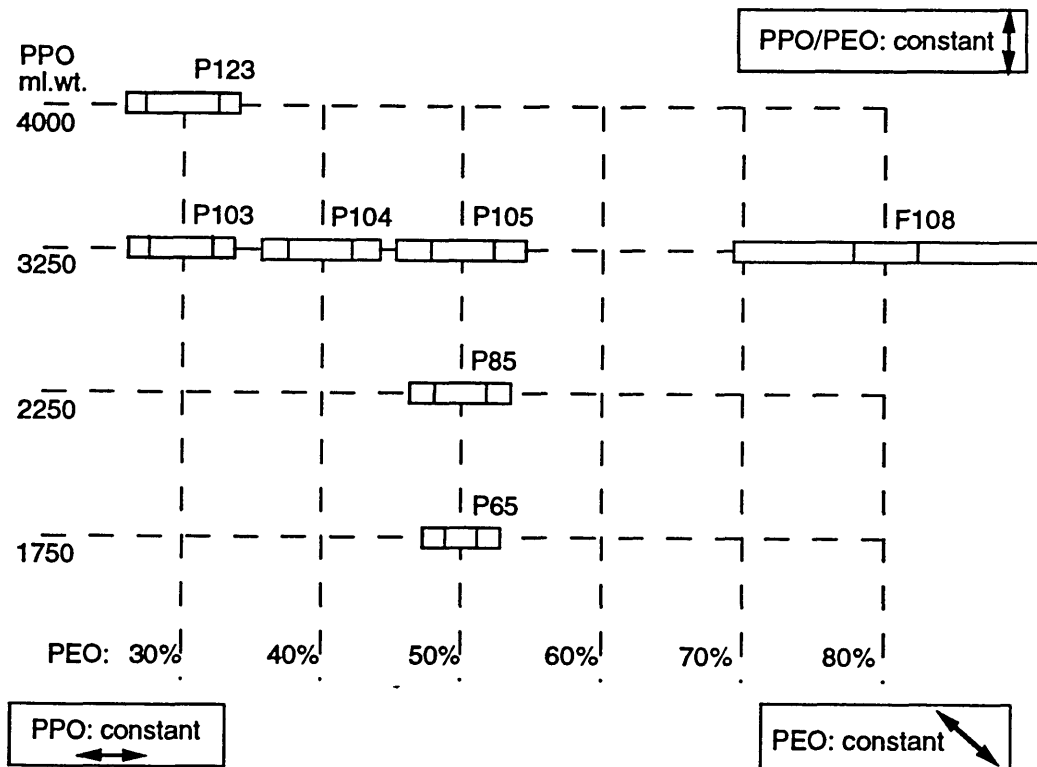 PPO/PEO: constant
PPO
ml.wt.
P123
4000
P103 P104 P105 F108
3250
P85
2250
P65
1750
PEO: 30% 40% 50% 60% 70% 80%
PPO: constant
PEO: constant